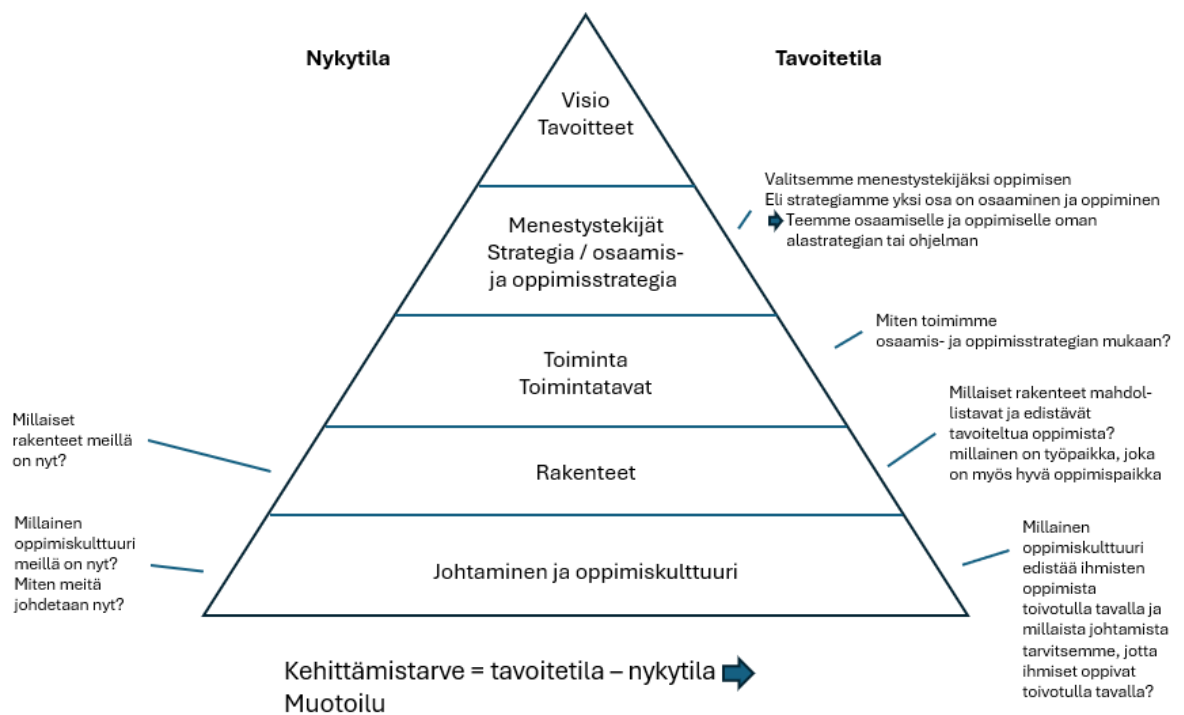 Nykytila
Tavoitetila
Visio
Tavoitteet
Valitsemme menestystekijäksi oppimisen
Eli strategiamme yksi osa on osaaminen ja oppiminen
Teemme osaamiselle ja oppimiselle oman
alastrategian tai ohjelman
Menestystekijät
Strategia / osaamis-
ja oppimisstrategia
Miten toimimme
osaamis- ja oppimisstrategian mukaan?
Toiminta
Toimintatavat
Millaiset
rakenteet meillä
on nyt?
Rakenteet
Millaiset rakenteet mahdol-
listavat ja edistävät
tavoiteltua oppimista?
millainen on työpaikka, joka
on myös hyvä oppimispaikka
Millainen
oppimiskulttuuri
meillä on nyt?
Miten meitä
johdetaan nyt?
Johtaminen ja oppimiskulttuuri
Millainen
oppimiskulttuuri
edistää ihmisten
oppimista
toivotulla tavalla ja
millaista johtamista
tarvitsemme, jotta
ihmiset oppivat
toivotulla tavalla?
Kehittämistarve = tavoitetila – nykytila
Muotoilu